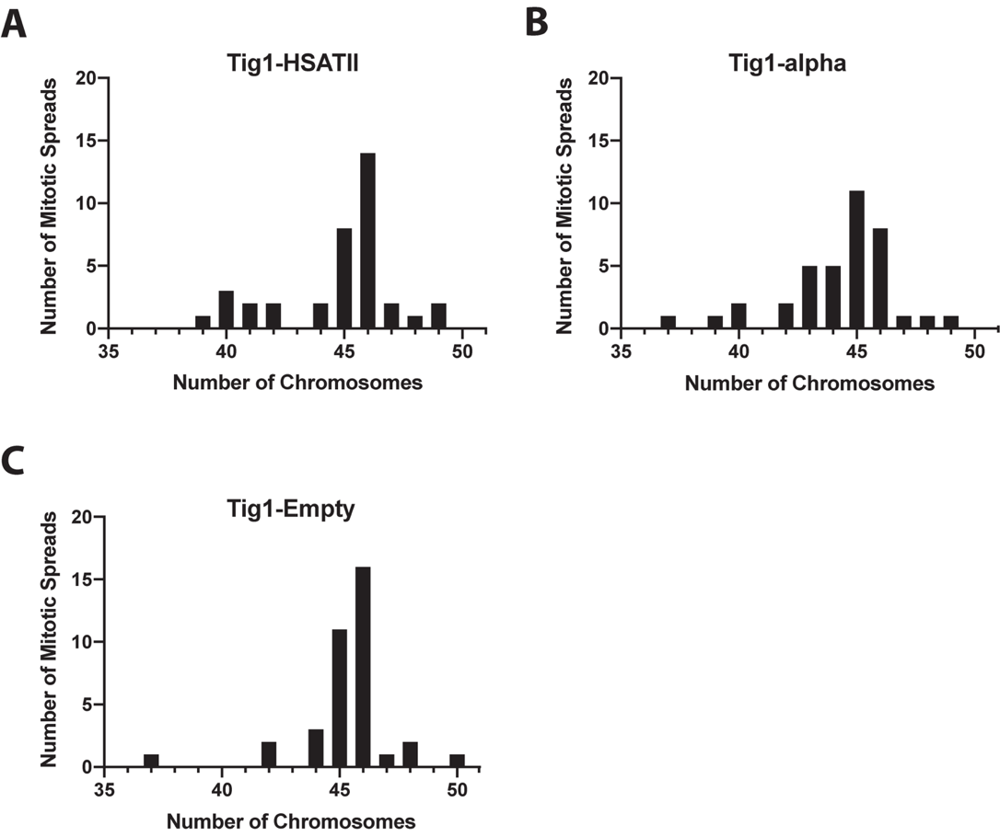 A
Tig1-HSATII
Number of Mitotic Spreads
20
15
10
5
0
35 40 45 50
Number of Chromosomes
B
Tig1-alpha
Number of Mitotic Spreads
20
15
10
5
0
35 40 45 50
Number of Chromosomes
C
Tig1-Empty
Number of Mitotic Spreads
20
15
10
5
0
35 40 45 50
Number of Chromosomes